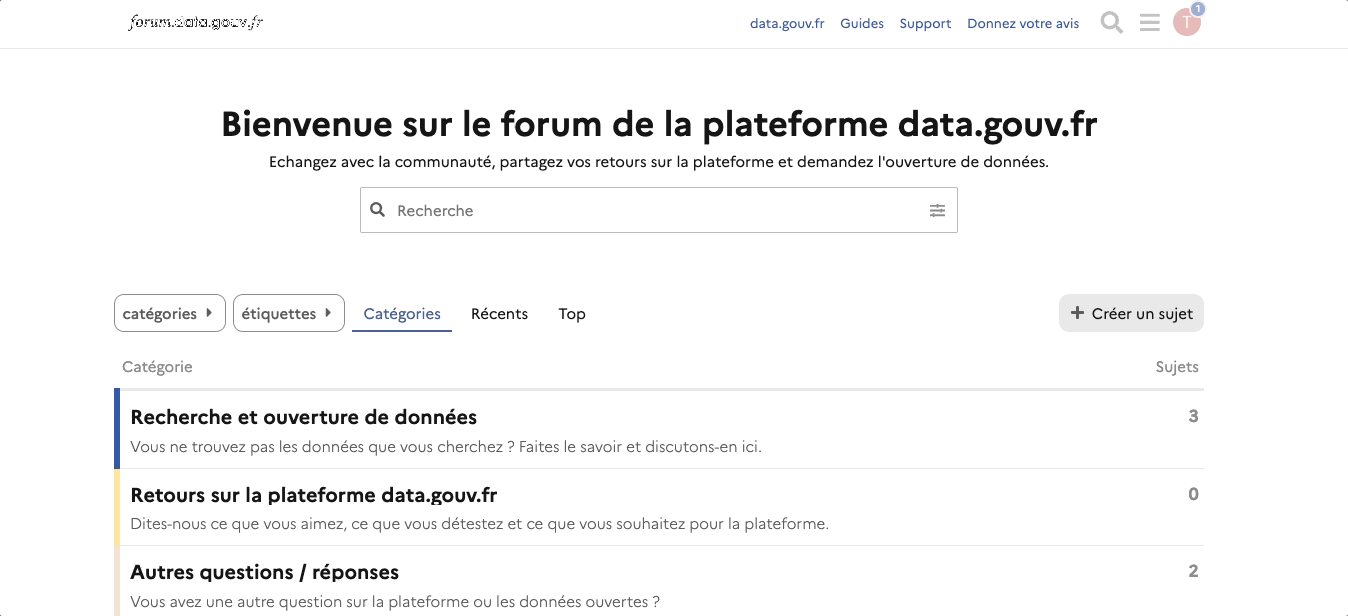 forum.data.gouv.fr
data.gouv.fr Guides Support Donnez votre avis T 1
Bienvenue sur le forum de la plateforme data.gouv.fr
Echangez avec la communauté, partagez vos retours sur la plateforme et demandez l'ouverture de données.
Recherche
catégories étiquettes Catégories Récents Top + Créer un sujet
Catégorie Sujets
Recherche et ouverture de données 3
Vous ne trouvez pas les données que vous cherchez ? Faites le savoir et discutons-en ici.
Retours sur la plateforme data.gouv.fr 0
Dites-nous ce que vous aimez, ce que vous détestez et ce que vous souhaitez pour la plateforme.
Autres questions / réponses 2
Vous avez une autre question sur la plateforme ou les données ouvertes ?